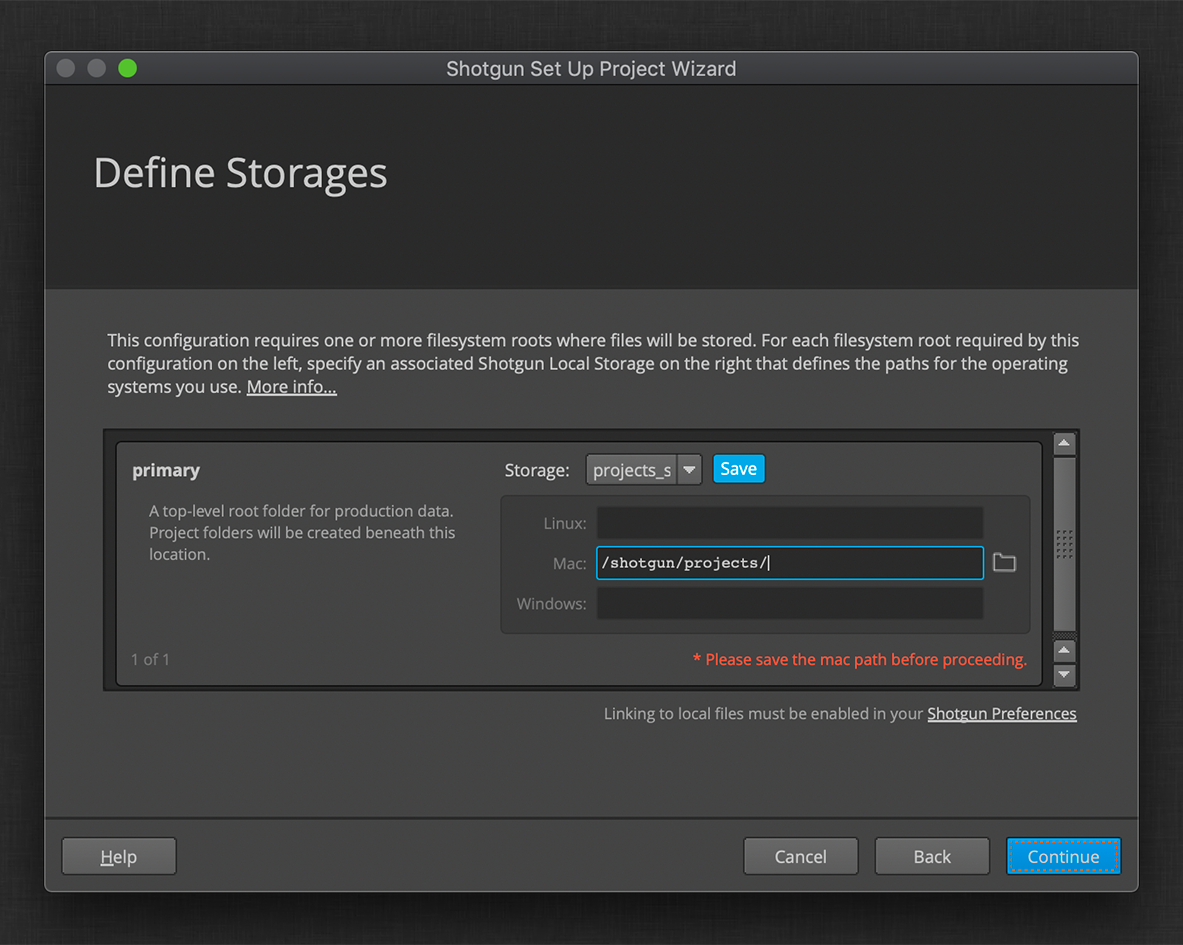 Shotgun Set Up Project Wizard
Define Storages
This configuration requires one or more filesystem roots where files will be stored. For each filesystem root required by this
configuration on the left, specify an associated Shotgun Local Storage on the right that defines the paths for the operating
systems you use. More info...
primary
Storage: projects_s Save
A top-level root folder for production data.
Project folders will be created beneath this
location.
Linux:
Mac: /shotgun/projects/
Windows:
1 of 1
* Please save the mac path before proceeding.
Linking to local files must be enabled in your Shotgun Preferences
Help Cancel Back Continue